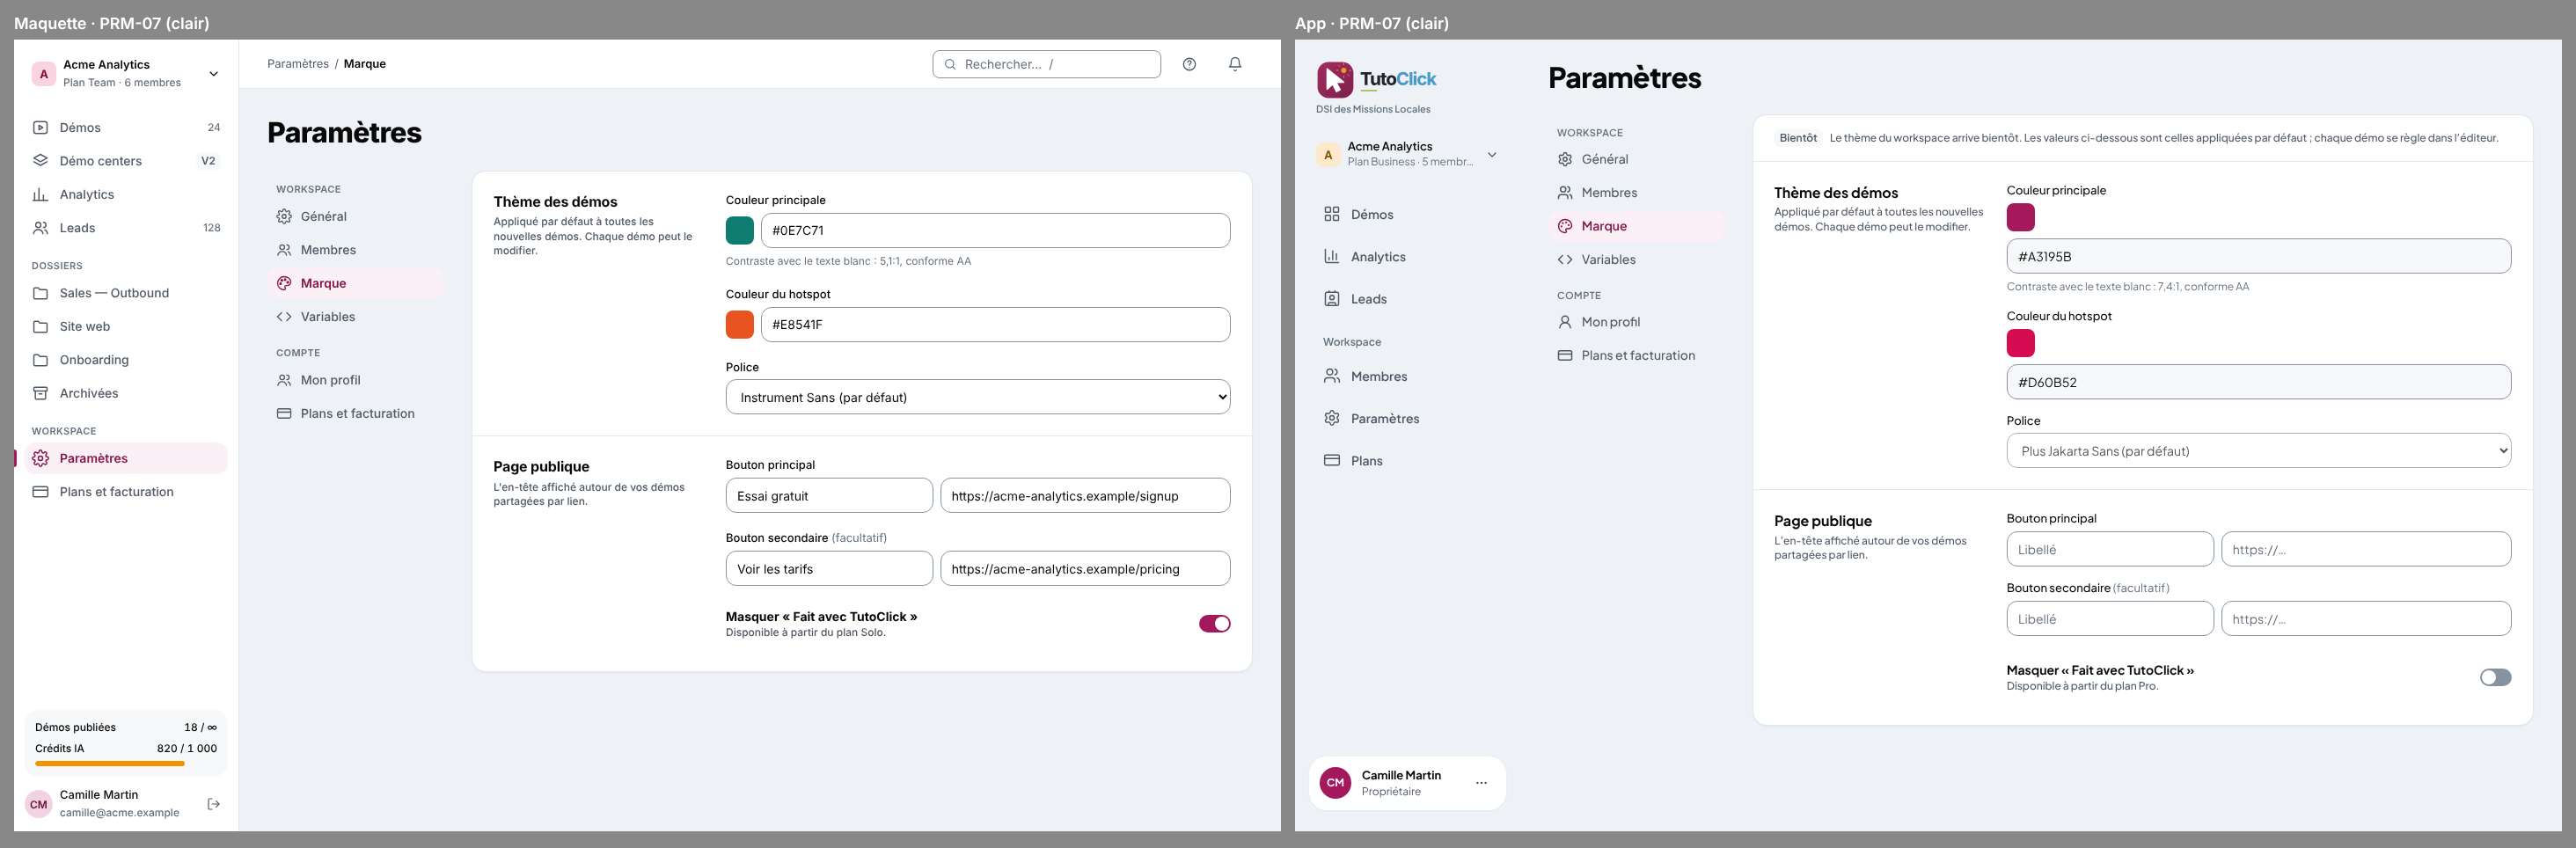 Maquette · PRM-07 (clair)
A
Acme Analytics
Plan Team · 6 membres
Démos 24
Démo centers V2
Analytics
Leads 128
DOSSIERS
Sales — Outbound
Site web
Onboarding
Archivées
WORKSPACE
Paramètres
Plans et facturation
Démos publiées 18 / ∞
Crédits IA 820 / 1 000
CM
Camille Martin
camille@acme.example
Paramètres / Marque
Rechercher... /
Paramètres
WORKSPACE
Général
Membres
Marque
Variables
COMPTE
Mon profil
Plans et facturation
Thème des démos
Appliqué par défaut à toutes les
nouvelles démos. Chaque démo peut le
modifier.
Couleur principale
#0E7C71
Contraste avec le texte blanc : 5,1:1, conforme AA
Couleur du hotspot
#E8541F
Police
Instrument Sans (par défaut)
Page publique
L'en-tête affiché autour de vos démos
partagées par lien.
Bouton principal
Essai gratuit
https://acme-analytics.example/signup
Bouton secondaire (facultatif)
Voir les tarifs
https://acme-analytics.example/pricing
Masquer « Fait avec TutoClick »
Disponible à partir du plan Solo.
App · PRM-07 (clair)
TutoClick
DSI des Missions Locales
A
Acme Analytics
Plan Business · 5 membr...
Démos
Analytics
Leads
Workspace
Membres
Paramètres
Plans
CM
Camille Martin
Propriétaire
Paramètres
WORKSPACE
Général
Membres
Marque
Variables
COMPTE
Mon profil
Plans et facturation
Bientôt Le thème du workspace arrive bientôt. Les valeurs ci-dessous sont celles appliquées par défaut ; chaque démo se règle dans l'éditeur.
Thème des démos
Appliqué par défaut à toutes les nouvelles
démos. Chaque démo peut le modifier.
Couleur principale
#A3195B
Contraste avec le texte blanc : 7,4:1, conforme AA
Couleur du hotspot
#D60B52
Police
Plus Jakarta Sans (par défaut)
Page publique
L'en-tête affiché autour de vos démos
partagées par lien.
Bouton principal
Libellé
https://...
Bouton secondaire (facultatif)
Libellé
https://...
Masquer « Fait avec TutoClick »
Disponible à partir du plan Pro.